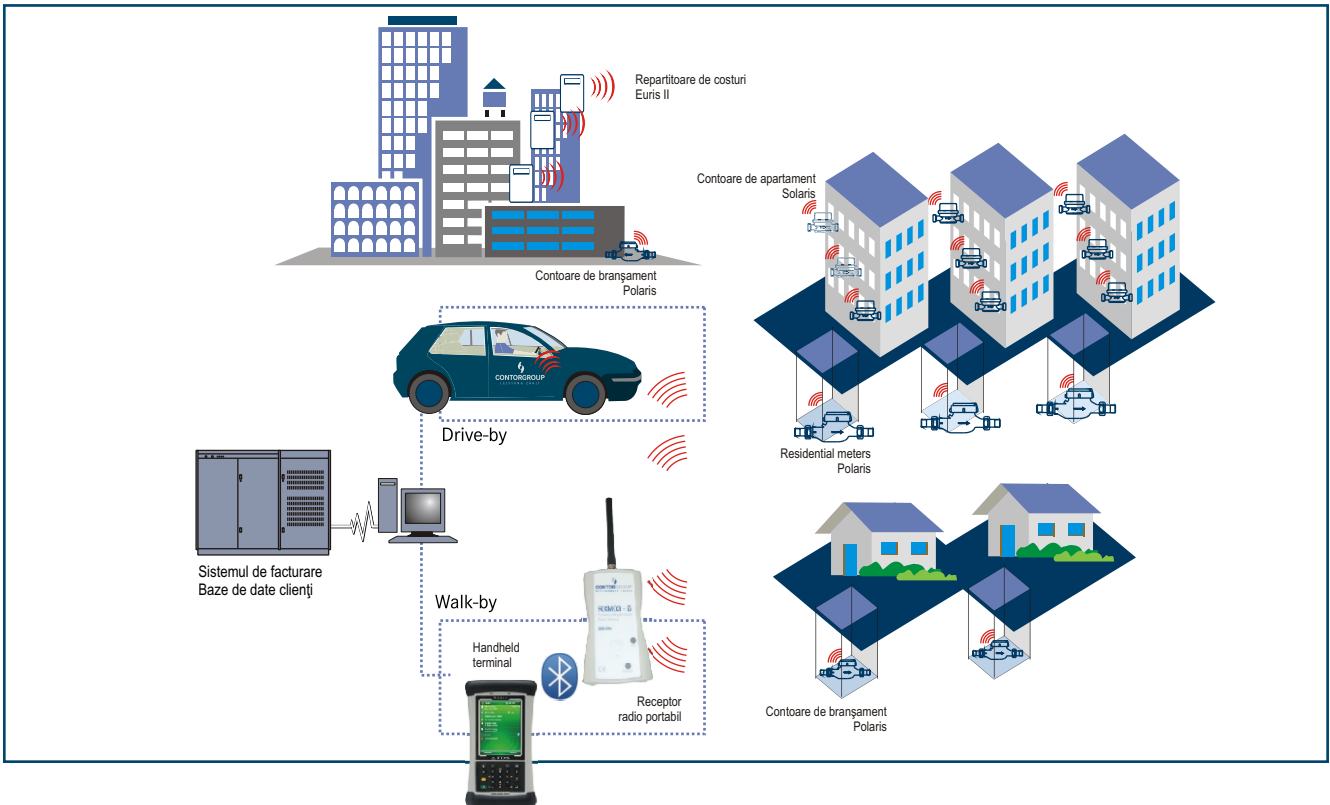 Repartitoare de costuri
Euris II
Contoare de apartament
Solaris
Contoare de branşament
Polaris
CONTORGROUP
Drive-by
Residential meters
Polaris
Sistemul de facturare
Baze de date clienţi
Walk-by
CONTORGROUP
Handheld
terminal
Receptor
radio portabil
Contoare de branşament
Polaris